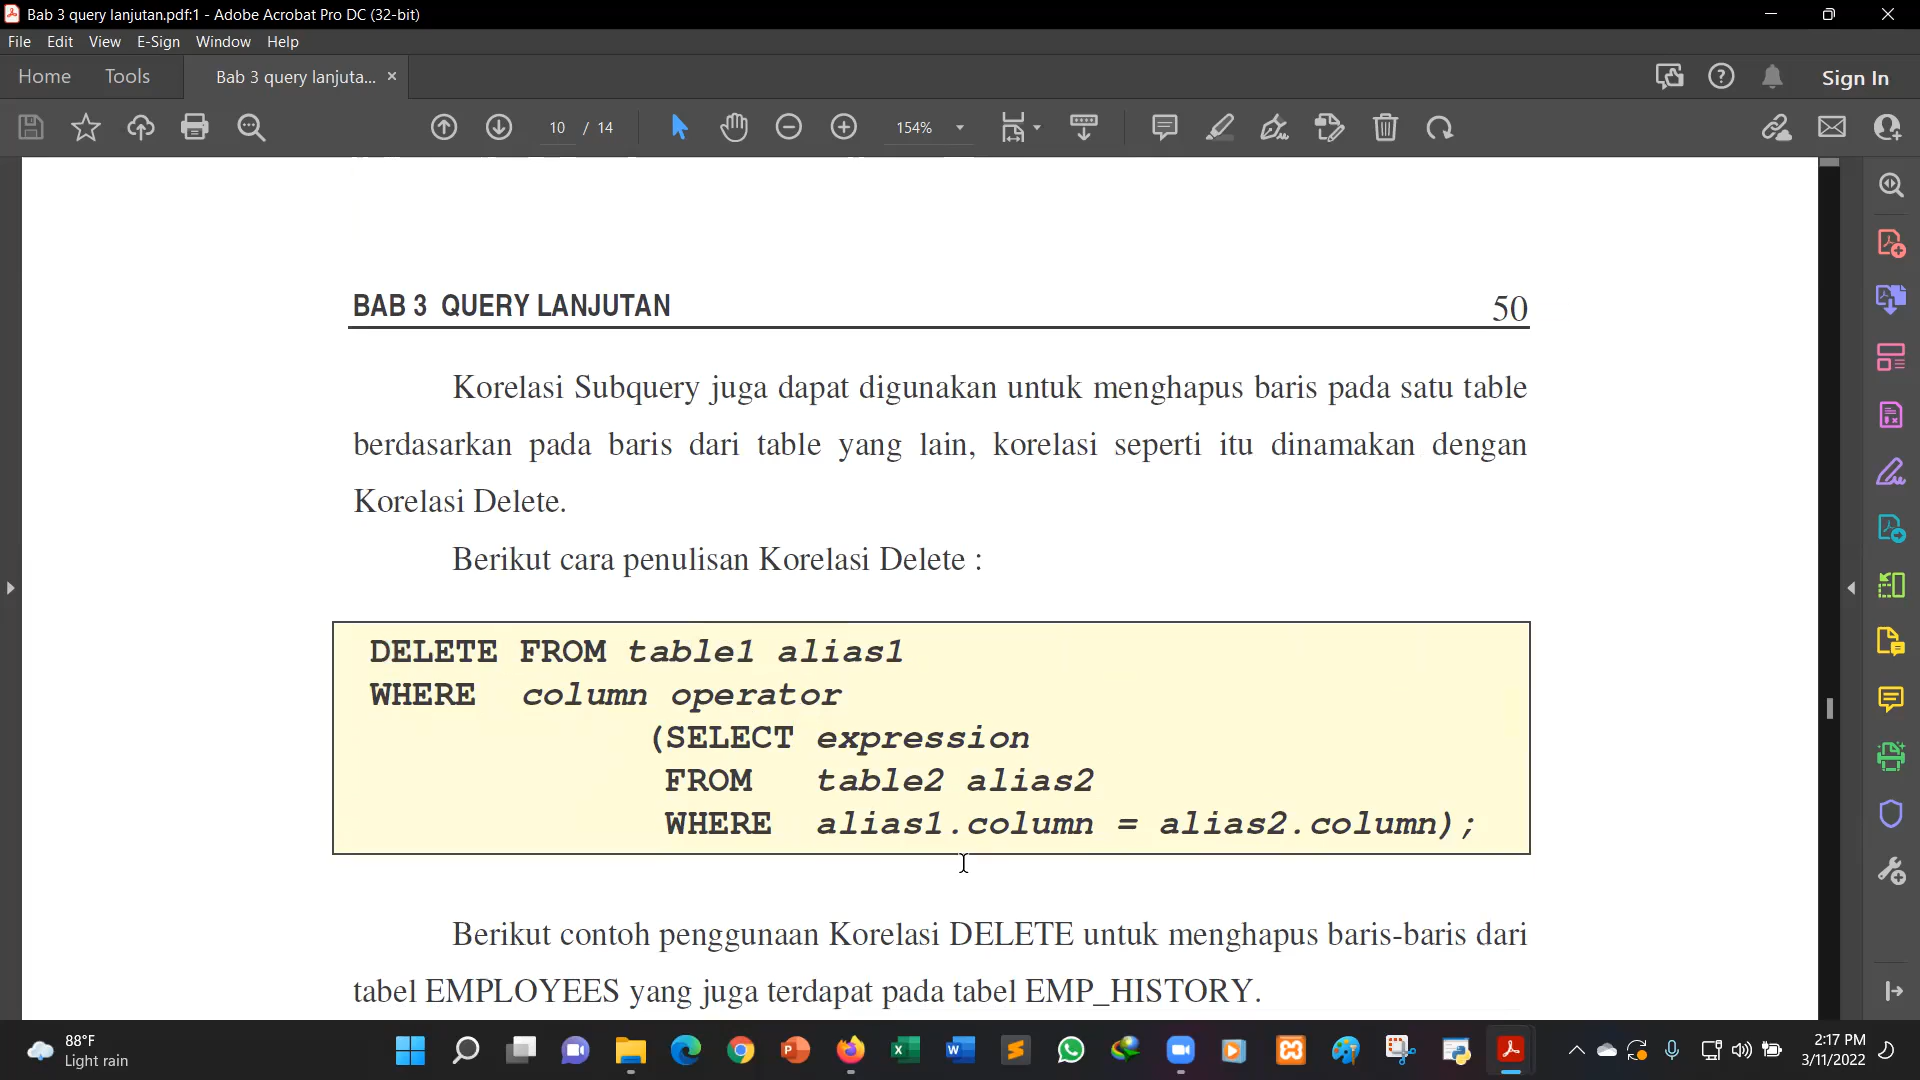 Bab 3 query lanjutan.pdf:1 - Adobe Acrobat Pro DC (32-bit)
File Edit View E-Sign Window Help
Home Tools Bab 3 query lanjuta... × Sign In
10 / 14 154%
BAB 3 QUERY LANJUTAN 50
Korelasi Subquery juga dapat digunakan untuk menghapus baris pada satu table
berdasarkan pada baris dari table yang lain, korelasi seperti itu dinamakan dengan
Korelasi Delete.
Berikut cara penulisan Korelasi Delete :
DELETE FROM table1 alias1
WHERE column operator
(SELECT expression
FROM table2 alias2
WHERE alias1.column = alias2.column);
Berikut contoh penggunaan Korelasi DELETE untuk menghapus baris-baris dari
tabel EMPLOYEES yang juga terdapat pada tabel EMP_HISTORY.
88°F
Light rain
2:17 PM
3/11/2022